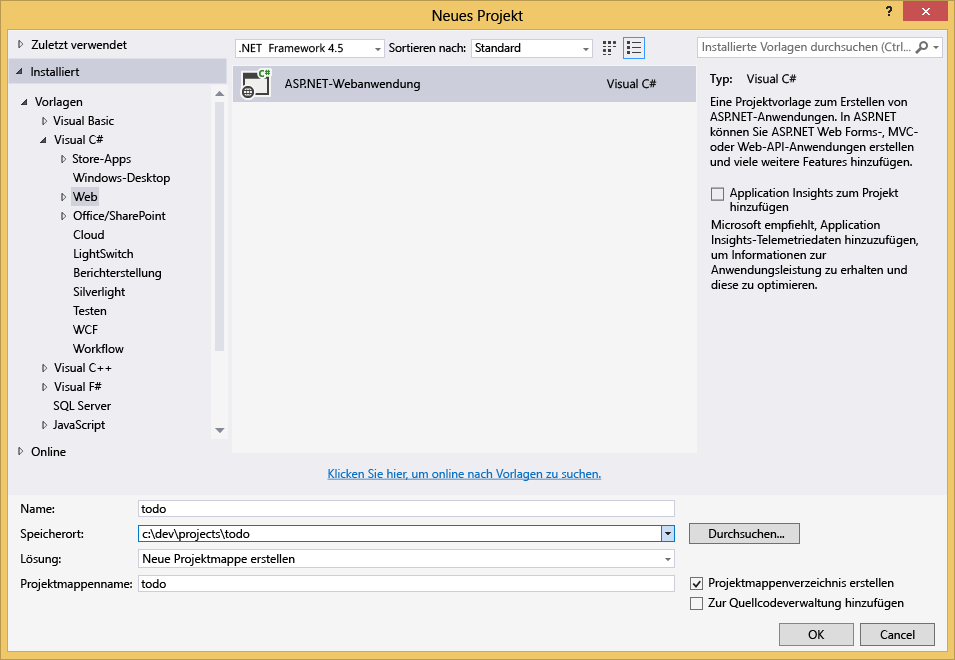 Neues Projekt
?
Zuletzt verwendet
.NET Framework 4.5
Sortieren nach:
Standard
Installierte Vorlagen durchsuchen (Ctrl...
Installiert
Vorlagen
Visual Basic
Visual C#
Store-Apps
Windows-Desktop
Web
Office/SharePoint
Cloud
LightSwitch
Berichterstellung
Silverlight
Testen
WCF
Workflow
Visual C++
Visual F#
SQL Server
JavaScript
Online
C#
ASP.NET-Webanwendung
Visual C#
Klicken Sie hier, um online nach Vorlagen zu suchen.
Typ: Visual C#
Eine Projektvorlage zum Erstellen von
ASP.NET-Anwendungen. In ASP.NET
können Sie ASP.NET Web Forms-, MVC-
oder Web-API-Anwendungen erstellen
und viele weitere Features hinzufügen.
Application Insights zum Projekt
hinzufügen
Microsoft empfiehlt, Application
Insights-Telemetriedaten hinzuzufügen,
um Informationen zur
Anwendungsleistung zu erhalten und
diese zu optimieren.
Name: todo
Speicherort: c:\dev\projects\todo
Durchsuchen...
Lösung: Neue Projektmappe erstellen
Projektmappenname: todo
Projektmappenverzeichnis erstellen
Zur Quellcodeverwaltung hinzufügen
OK
Cancel